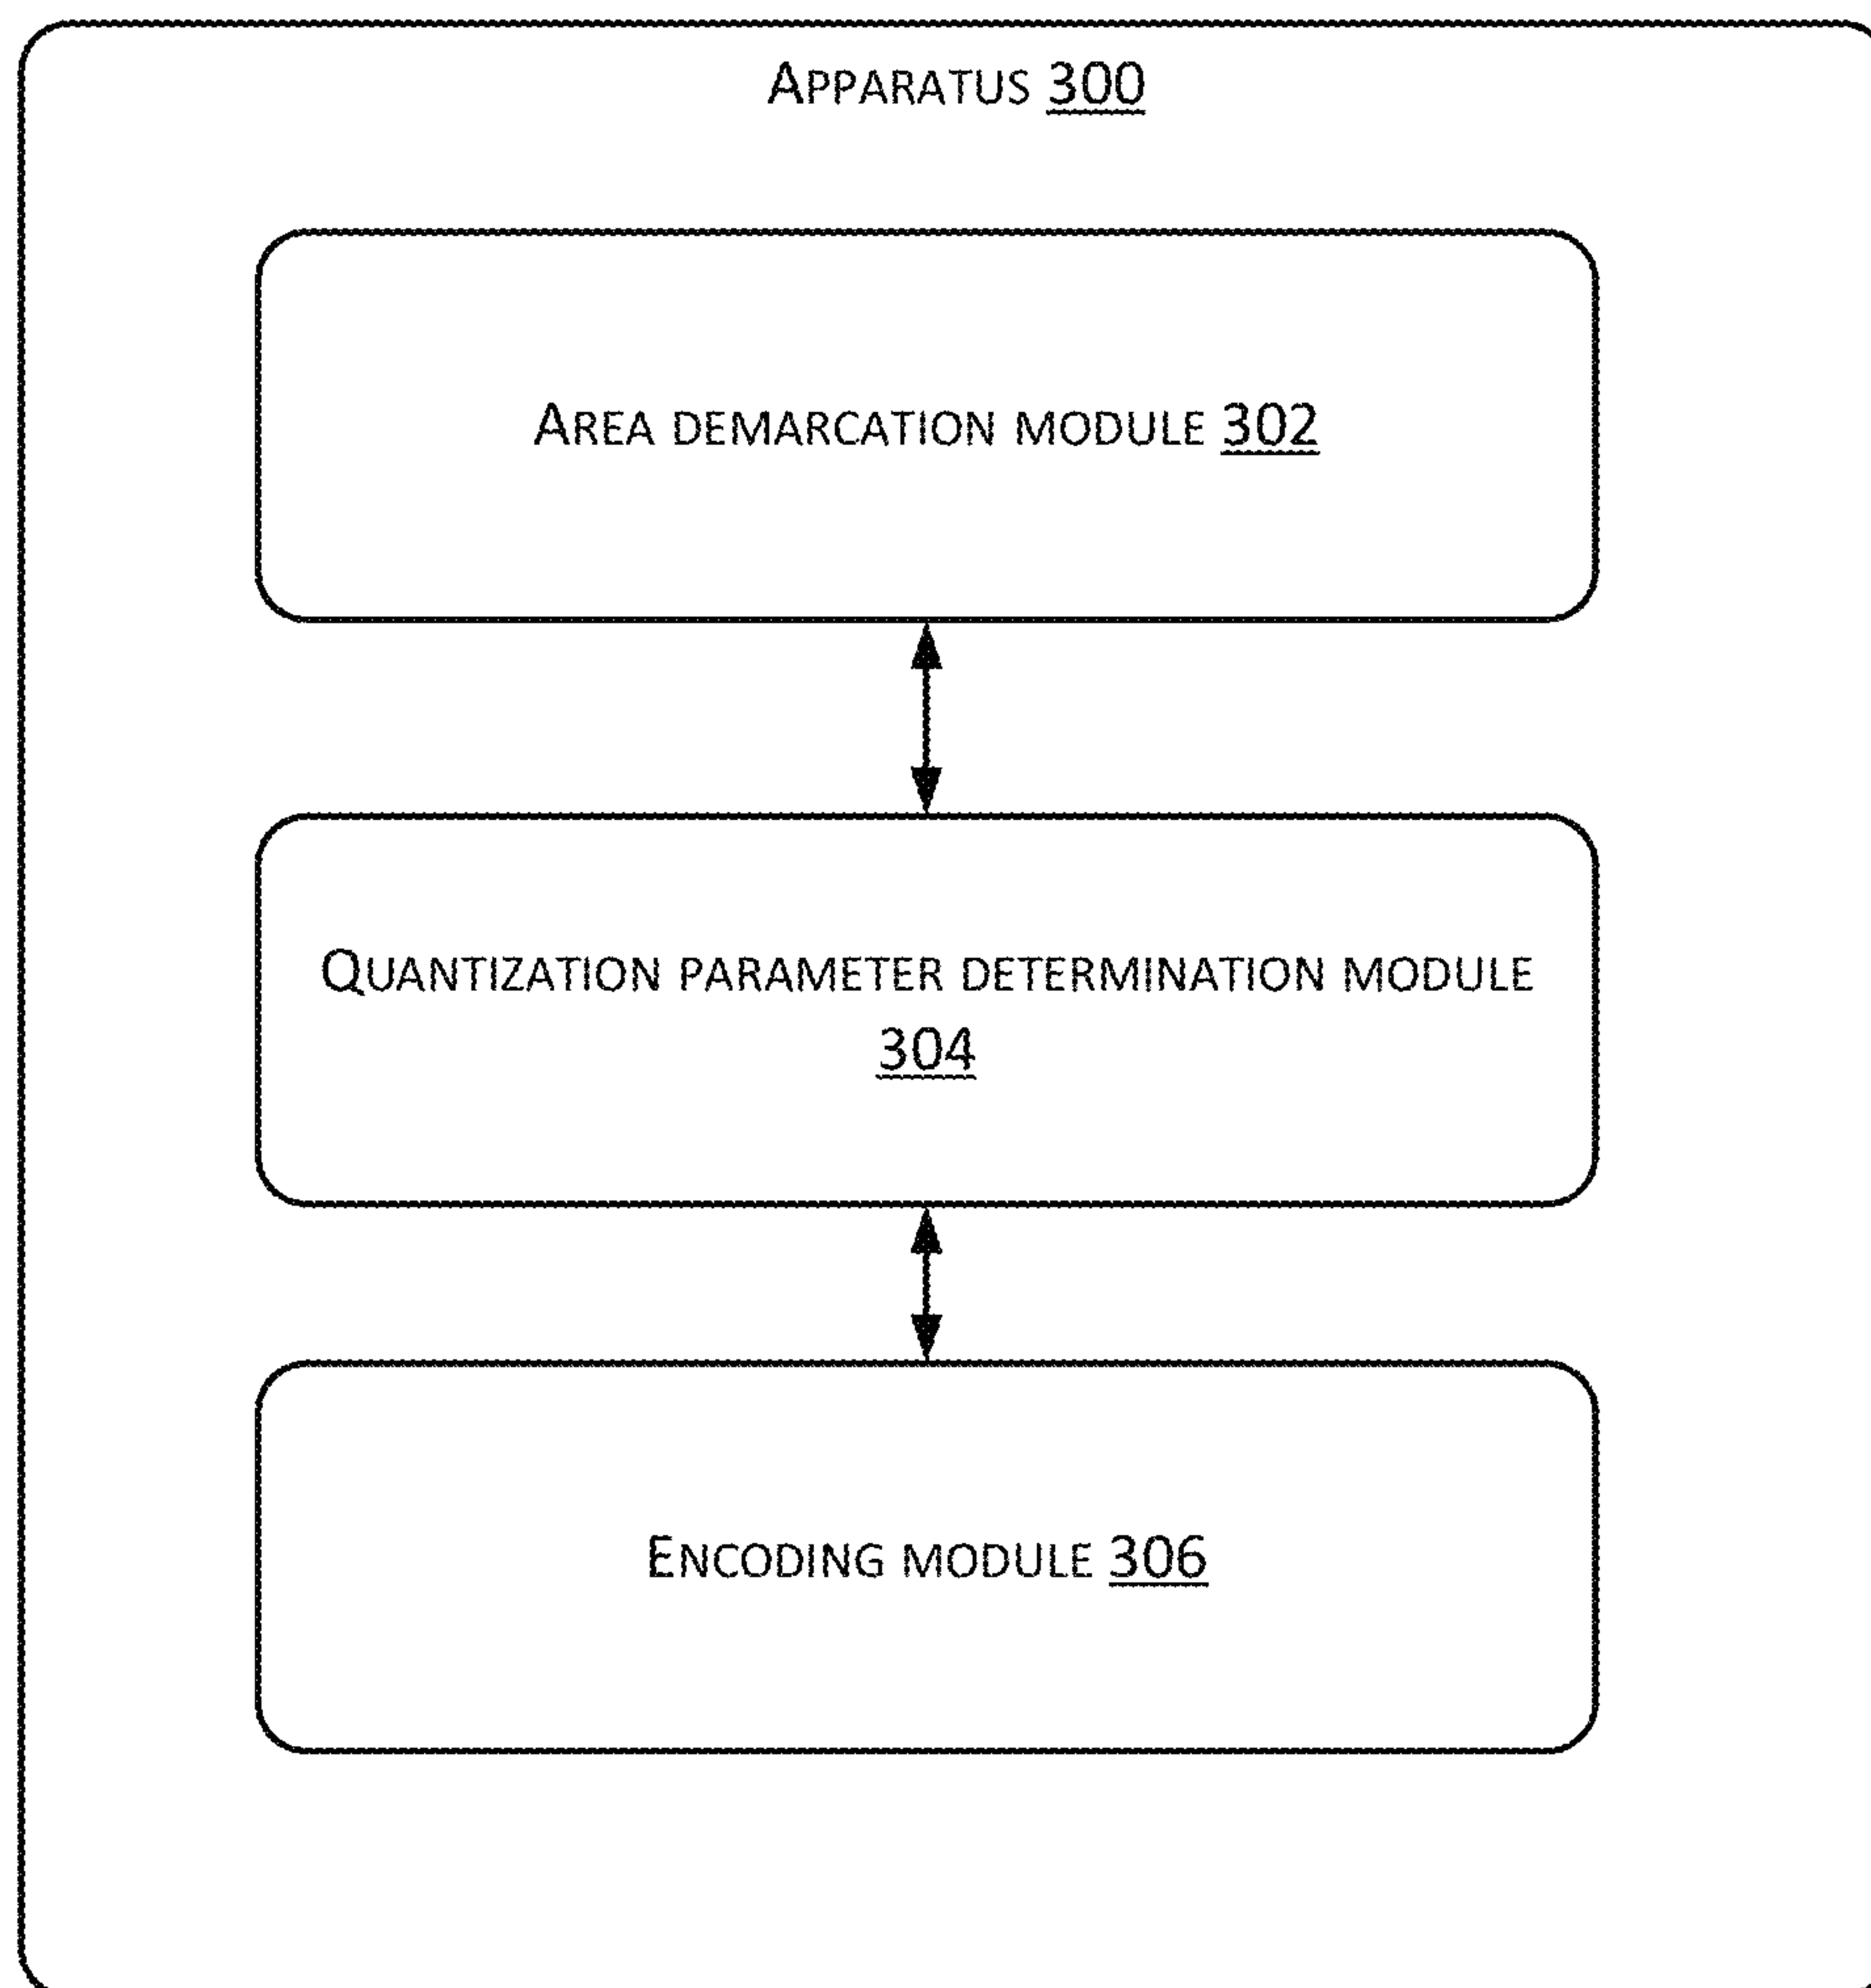 APPARATUS 300
AREA DEMARCATION MODULE 302
QUANTIZATION PARAMETER DETERMINATION MODULE
304
ENCODING MODULE 306